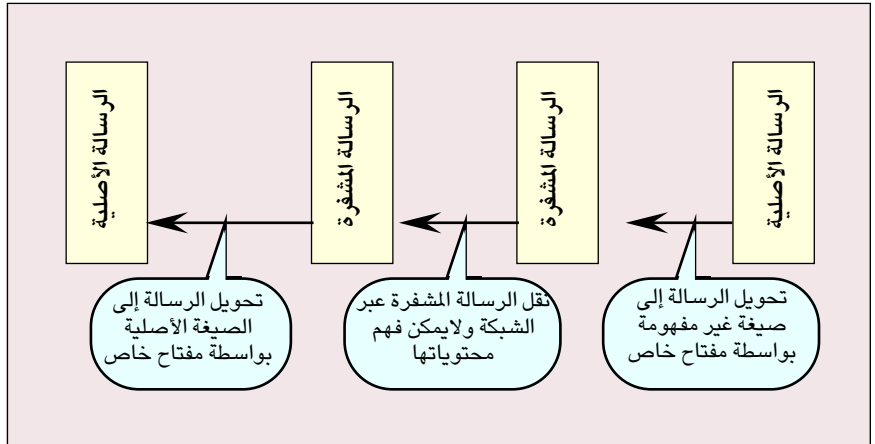 الرسالة الأصلية
الرسالة المشفرة
الرسالة المشفرة
الرسالة الأصلية
تحويل الرسالة إلى
صيغة غير مفهومة
بواسطة مفتاح خاص
نقل الرسالة المشفرة عبر
الشبكة ولايمكن فهم
محتوياتها
تحويل الرسالة إلى
الصيغة الأصلية
بواسطة مفتاح خاص